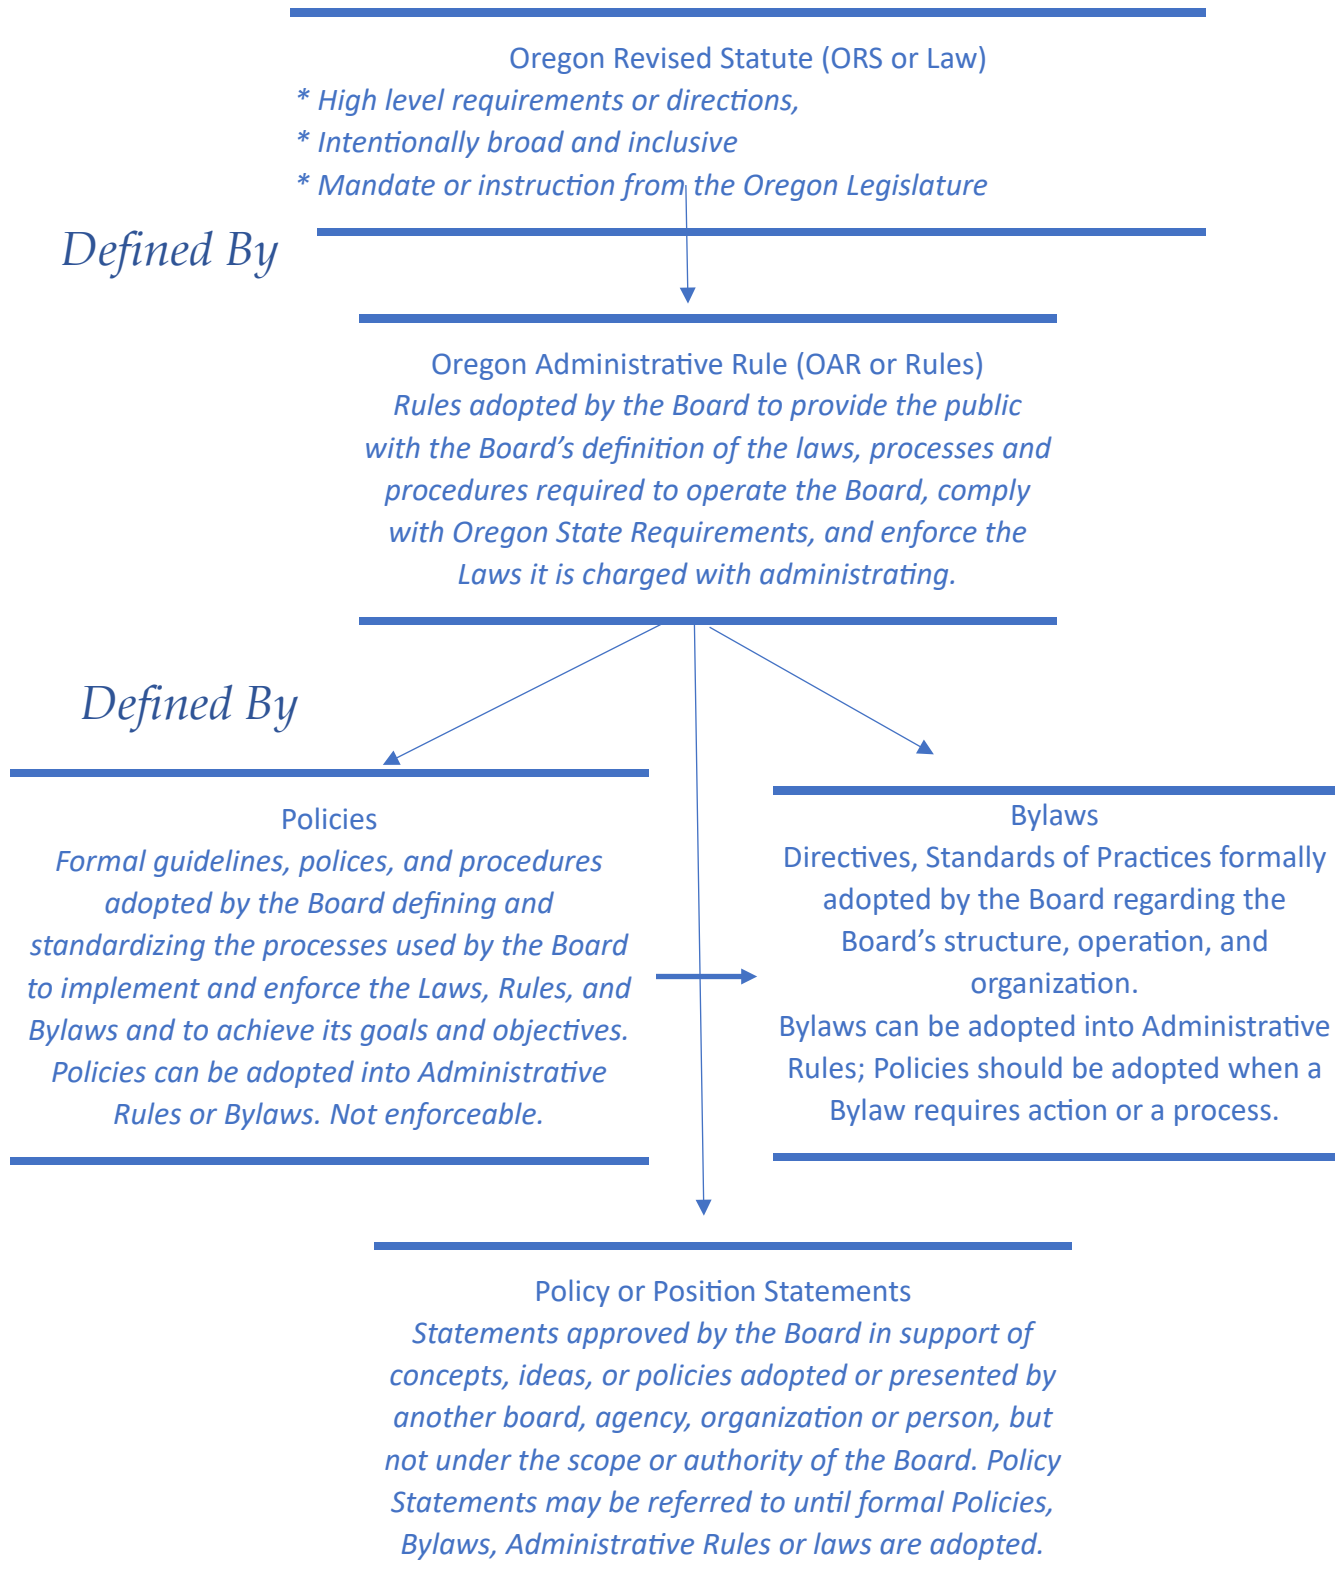 Oregon Revised Statute (ORS or Law)
* High level requirements or directions,
* Intentionally broad and inclusive
* Mandate or instruction from the Oregon Legislature
Defined By
Oregon Administrative Rule (OAR or Rules)
Rules adopted by the Board to provide the public
with the Board’s definition of the laws, processes and
procedures required to operate the Board, comply
with Oregon State Requirements, and enforce the
Laws it is charged with administrating.
Defined By
Policies
Formal guidelines, polices, and procedures
adopted by the Board defining and
standardizing the processes used by the Board
to implement and enforce the Laws, Rules, and
Bylaws and to achieve its goals and objectives.
Policies can be adopted into Administrative
Rules or Bylaws. Not enforceable.
Bylaws
Directives, Standards of Practices formally
adopted by the Board regarding the
Board’s structure, operation, and
organization.
Bylaws can be adopted into Administrative
Rules; Policies should be adopted when a
Bylaw requires action or a process.
Policy or Position Statements
Statements approved by the Board in support of
concepts, ideas, or policies adopted or presented by
another board, agency, organization or person, but
not under the scope or authority of the Board. Policy
Statements may be referred to until formal Policies,
Bylaws, Administrative Rules or laws are adopted.